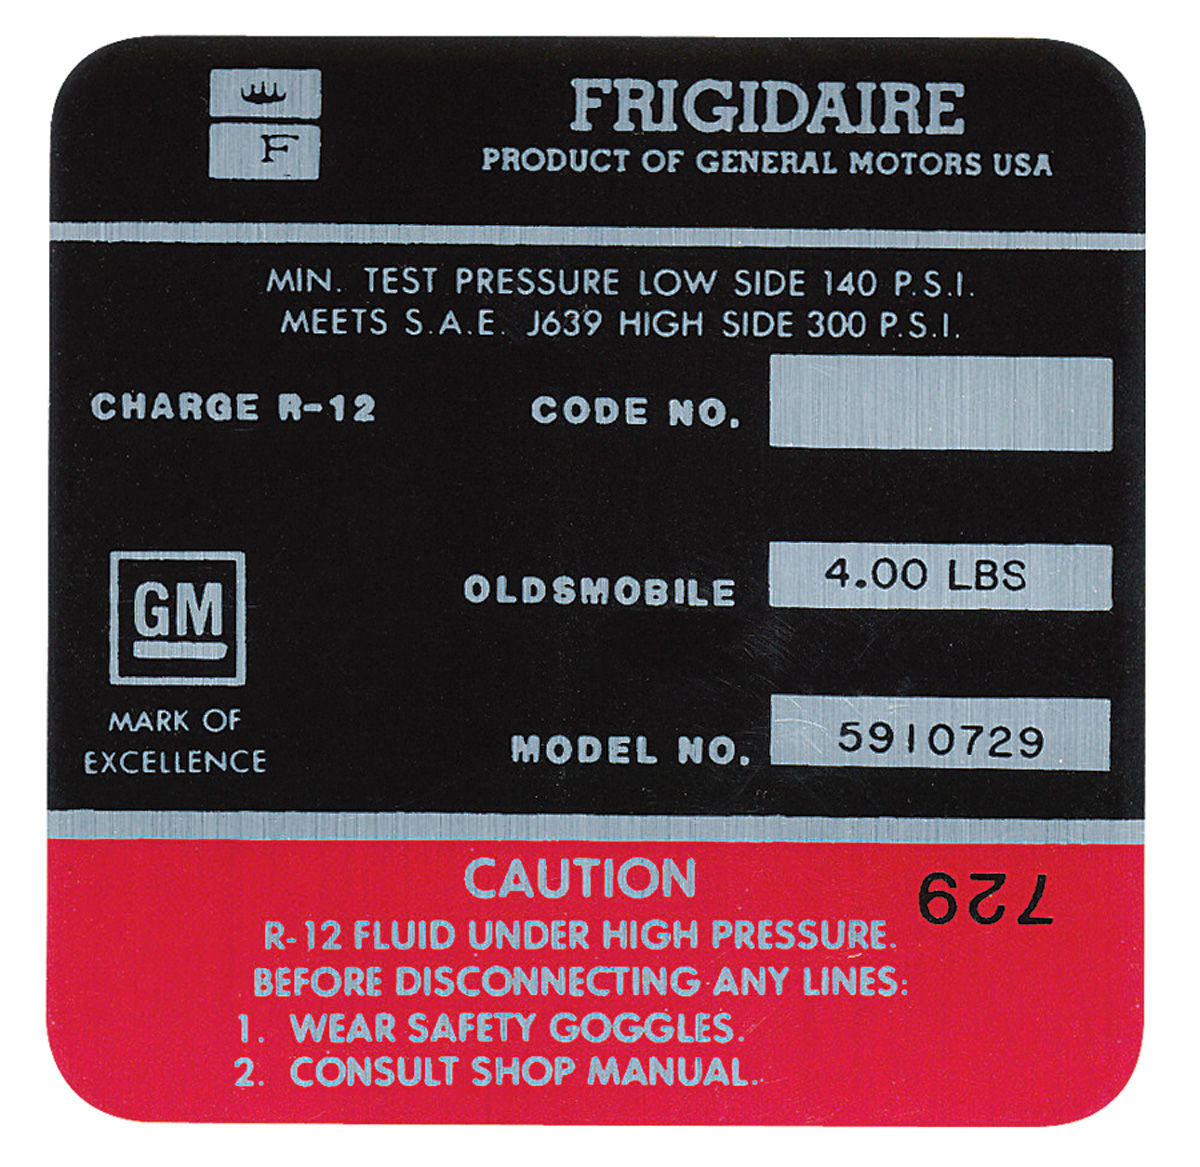 F
FRIGIDAIRE
PRODUCT OF GENERAL MOTORS USA
MIN. TEST PRESSURE LOW SIDE 140 P.S.I.
MEETS S.A.E. J639 HIGH SIDE 300 P.S.I.
CHARGE R-12
CODE NO.
OLDSMOBILE 4.00 LBS
GM
MARK OF
EXCELLENCE
MODEL NO. 5910729
CAUTION
729
R-12 FLUID UNDER HIGH PRESSURE.
BEFORE DISCONNECTING ANY LINES:
1. WEAR SAFETY GOGGLES.
2. CONSULT SHOP MANUAL.